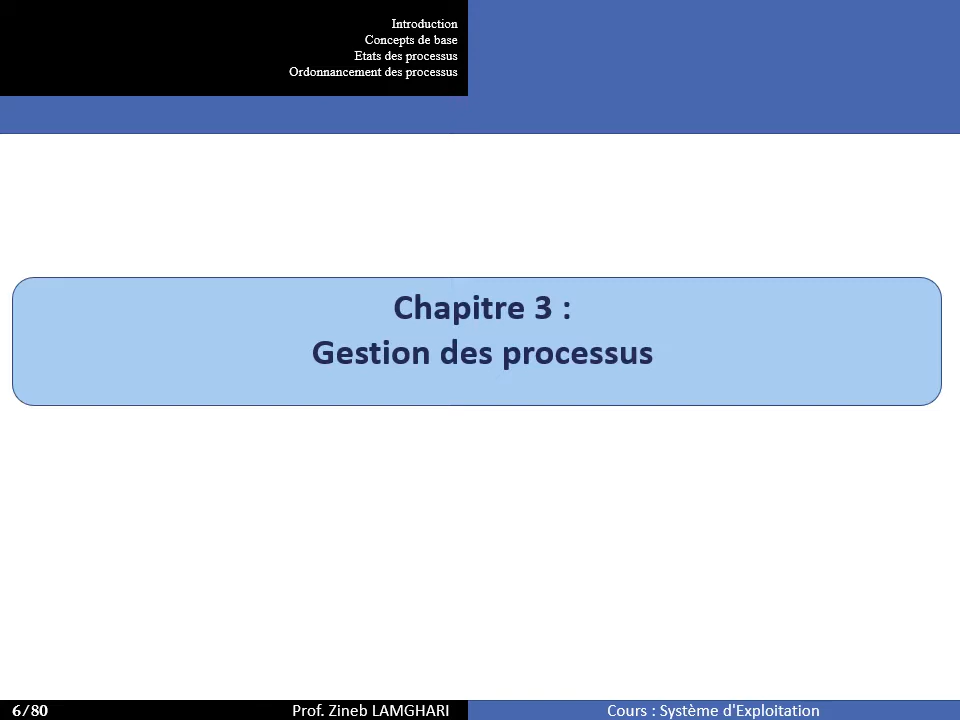 Introduction
Concepts de base
Etats des processus
Ordonnancement des processus
Chapitre 3 :
Gestion des processus
6/80
Prof. Zineb LAMGHARI
Cours : Système d'Exploitation